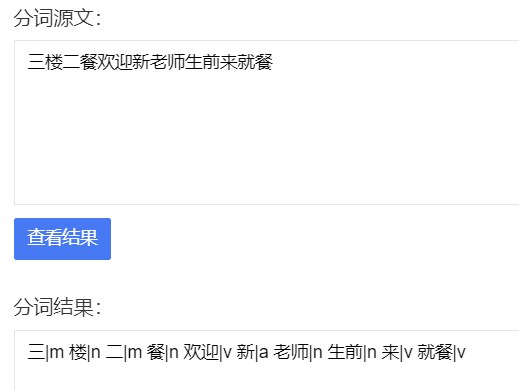 分词源文：
三楼二餐欢迎新老师生前来就餐
查看结果
分词结果：
三|m 楼|n 二|m 餐|n 欢迎|v 新|a 老师|n 生前|n 来|v 就餐|v